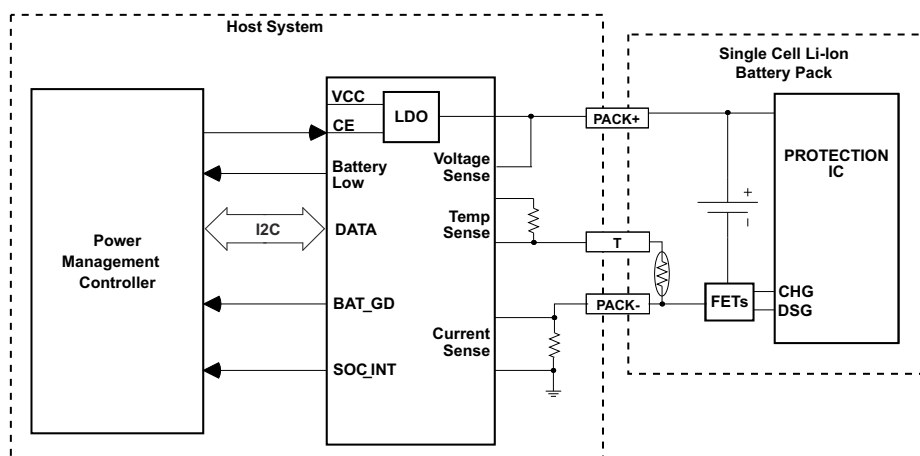 Host System
Single Cell Li-Ion
Battery Pack
Power
Management
Controller
VCC
CE
LDO
Battery
Low
I2C
DATA
BAT_GD
SOC_INT
Voltage
Sense
Temp
Sense
Current
Sense
PACK+
T
PACK-
+
–
FETs
CHG
DSG
PROTECTION
IC